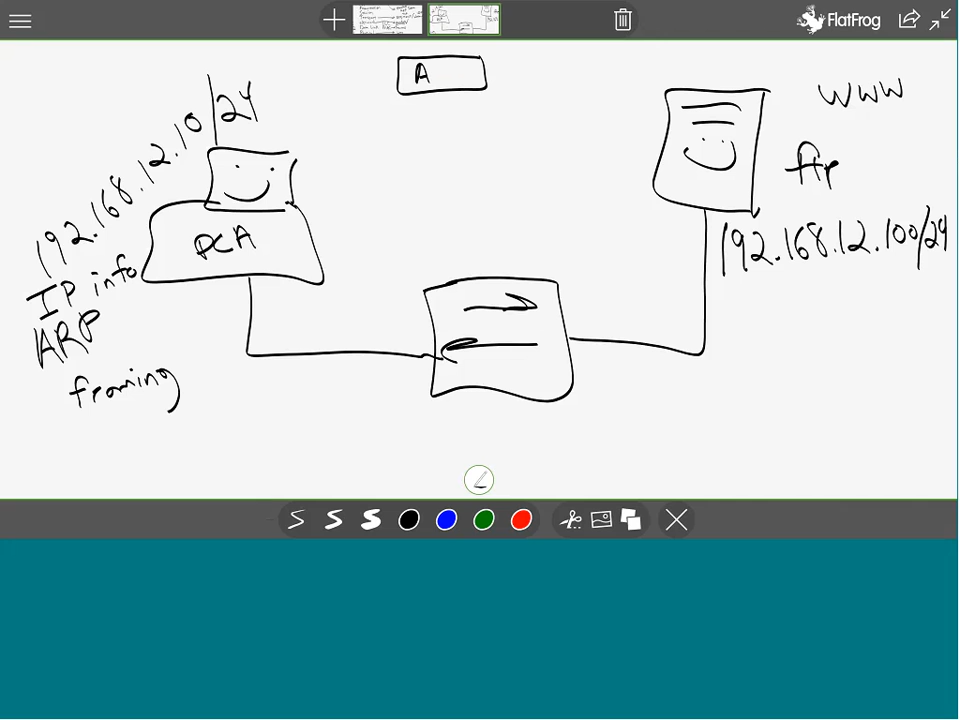 FlatFrog
A
www
ftp
192.168.12.10/24
PCA
IP info
ARP
framing
192.168.12.100/24